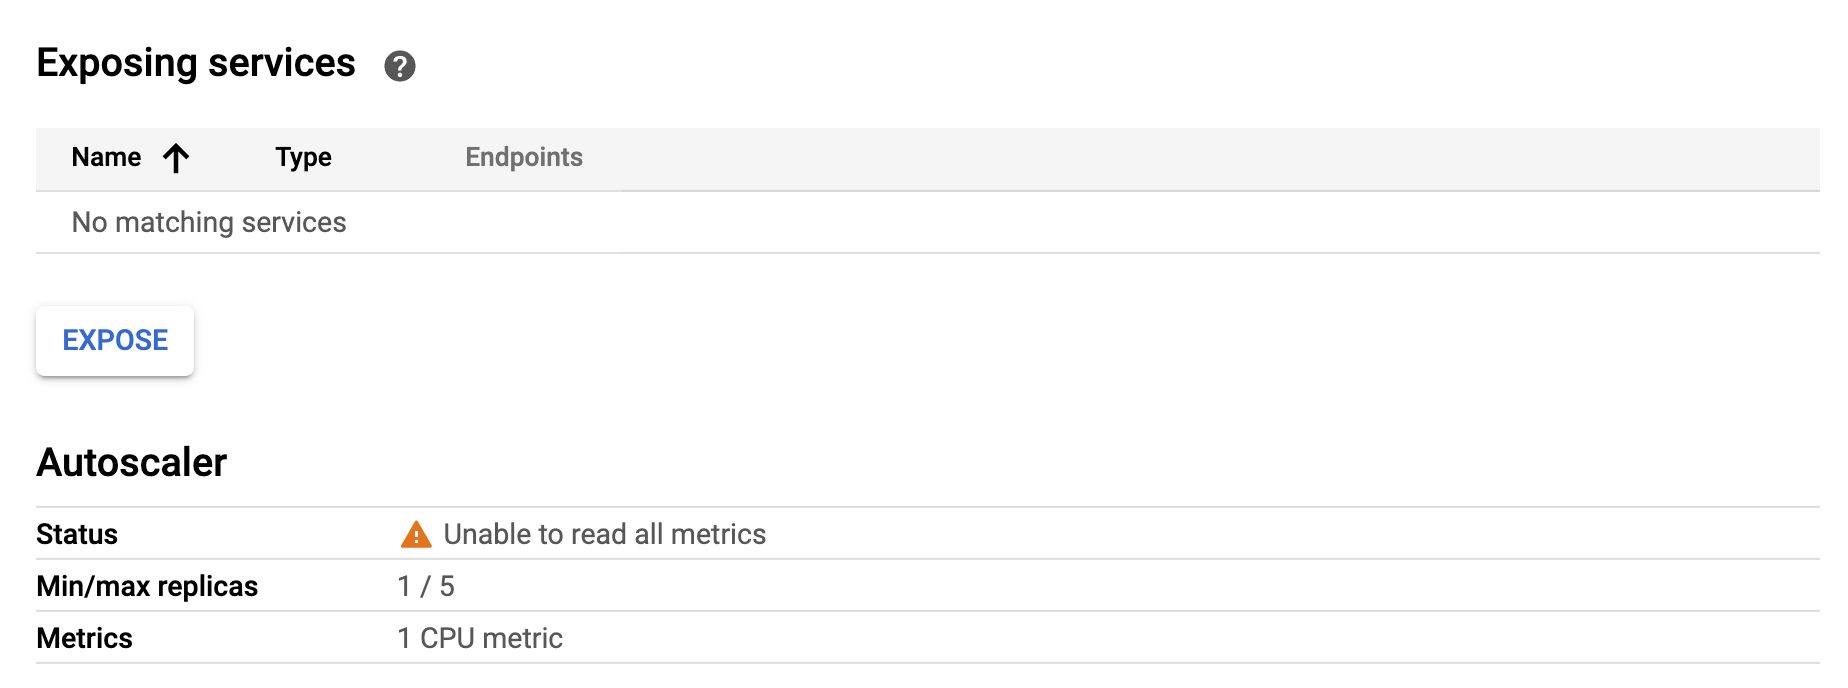 Exposing services
Name Type Endpoints
No matching services
EXPOSE
Autoscaler
Status Unable to read all metrics
Min/max replicas 1 / 5
Metrics 1 CPU metric